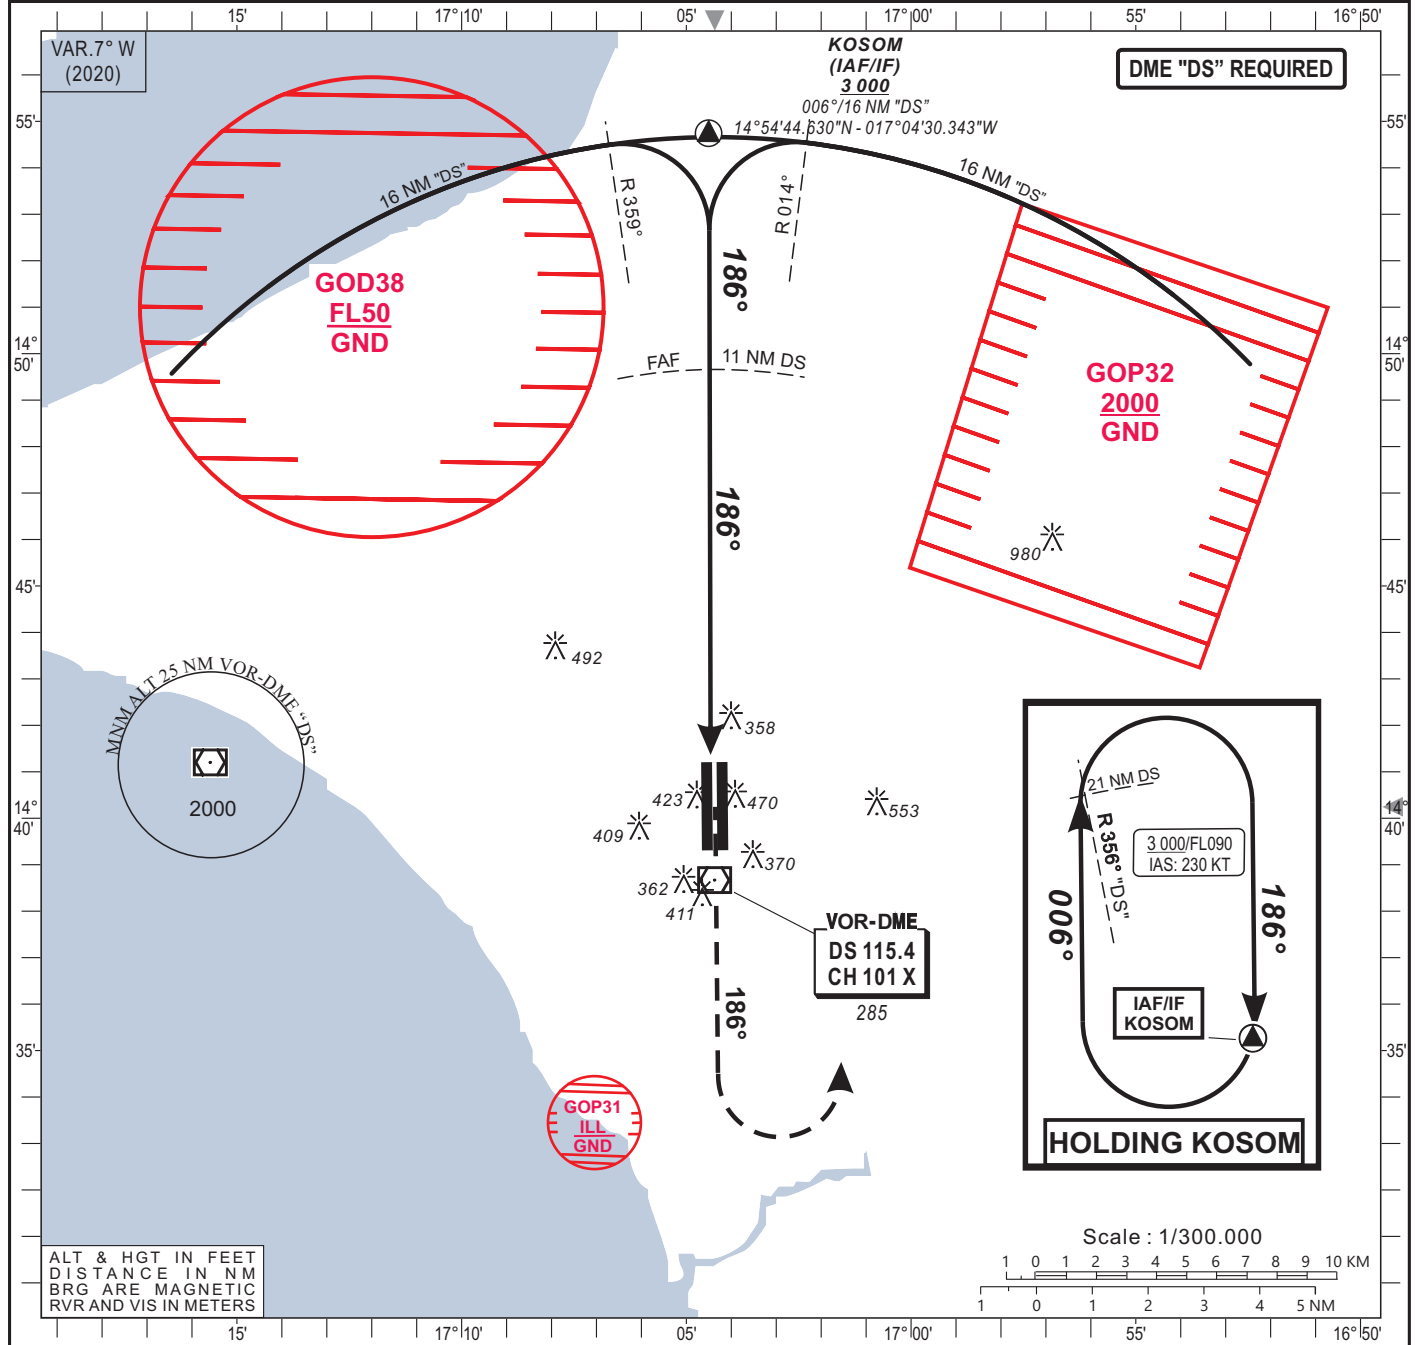 15'
17°10'
05'
17°00'
55'
16°50'
VAR.7° W
(2020)
KOSOM
(IAF/IF)
3 000
006°/16 NM "DS"
14°54'44.630"N - 017°04'30.343"W
DME "DS" REQUIRED
55'
55'
16 NM "DS"
16 NM "DS"
R 359°
R 014°
186°
GOD38
FL50
GND
14°
50'
14°
50'
FAF
11 NM DS
GOP32
2000
GND
186°
980
45'
45'
492
MNM ALT 25 NM VOR-DME "DS"
2000
358
423
470
553
409
14°
40'
14°
40'
370
362
411
VOR-DME
DS 115.4
CH 101 X
285
186°
21 NM DS
R 356° "DS"
3 000/FL090
IAS: 230 KT
006°
186°
IAF/IF
KOSOM
HOLDING KOSOM
35'
35'
GOP31
ILL
GND
ALT & HGT IN FEET
DISTANCE IN NM
BRG ARE MAGNETIC
RVR AND VIS IN METERS
Scale : 1/300.000
1 0 1 2 3 4 5 6 7 8 9 10 KM
1 0 1 2 3 4 5 NM
15'
17°10'
05'
17°00'
55'
16°50'